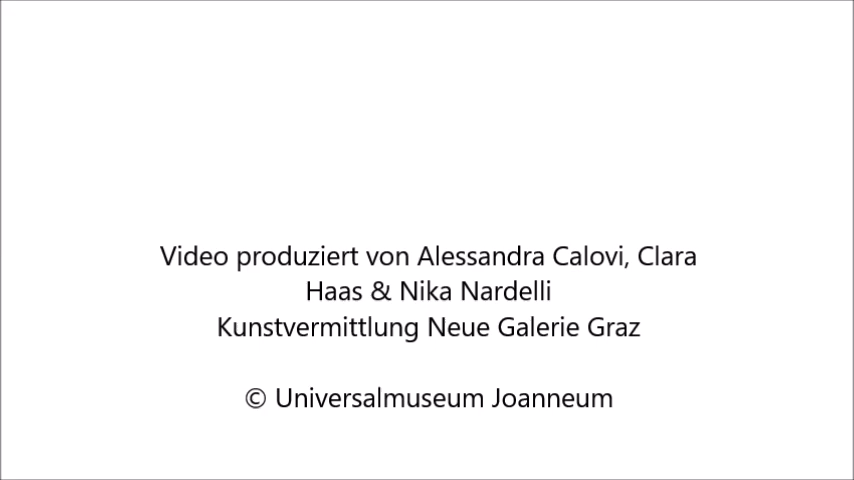 Video produziert von Alessandra Calovi, Clara
Haas & Nika Nardelli
Kunstvermittlung Neue Galerie Graz
© Universalmuseum Joanneum